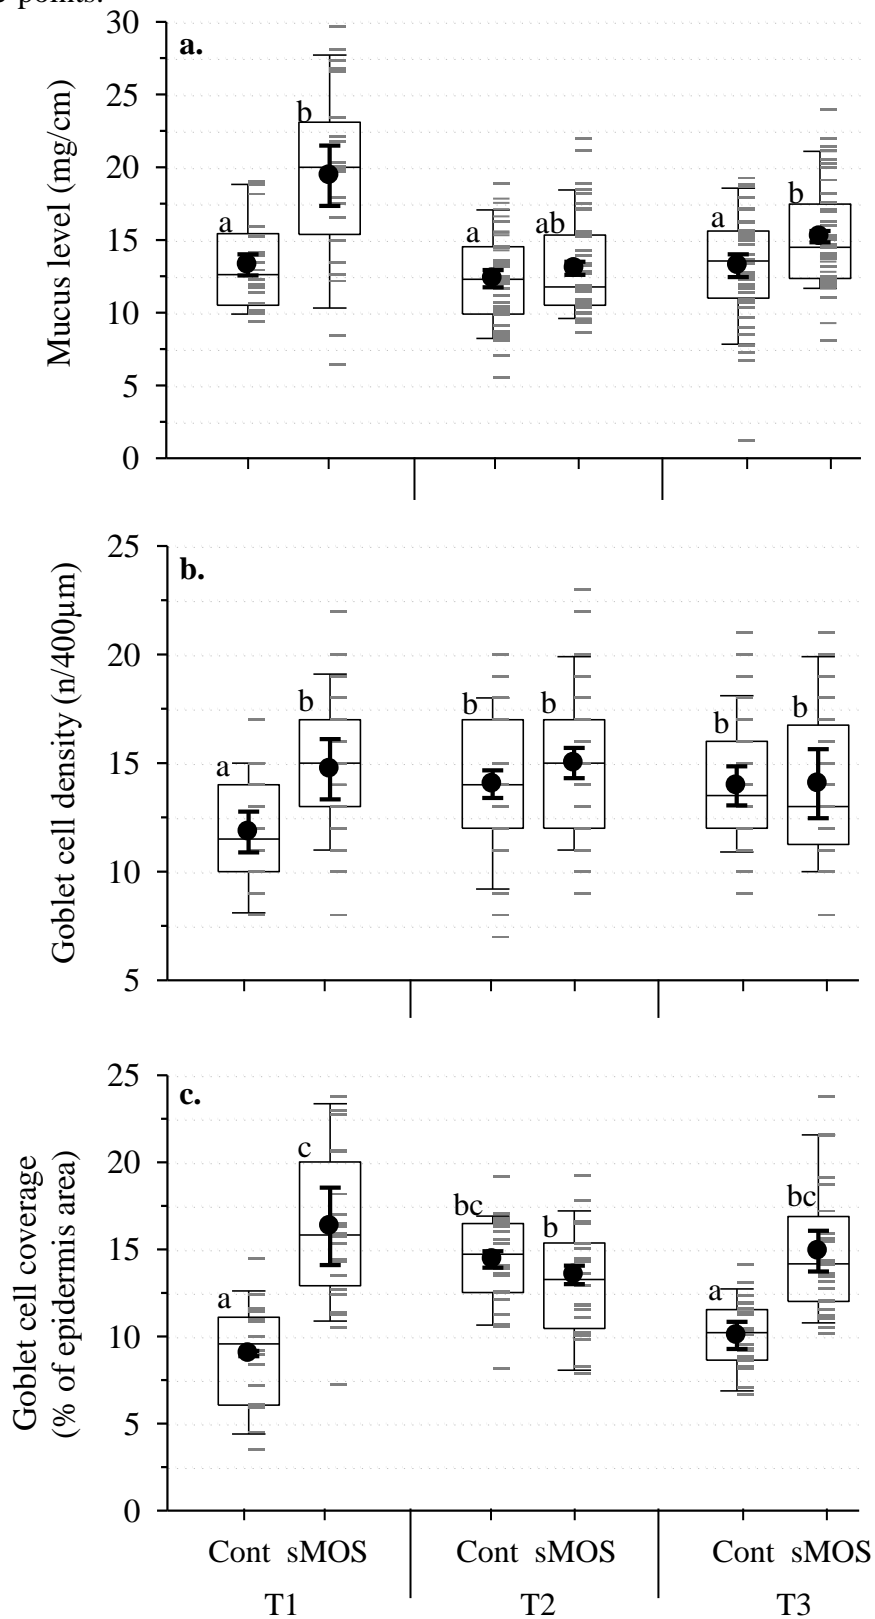 points.
a.
Mucus level (mg/cm)
30
25
20
15
10
5
0
a
b
a
ab
a
b
b.
Goblet cell density (n/400µm)
25
20
15
10
5
a
b
b
b
b
b
c.
Goblet cell coverage
(% of epidermis area)
25
20
15
10
5
0
a
c
bc
b
a
bc
Cont sMOS Cont sMOS Cont sMOS
T1 T2 T3